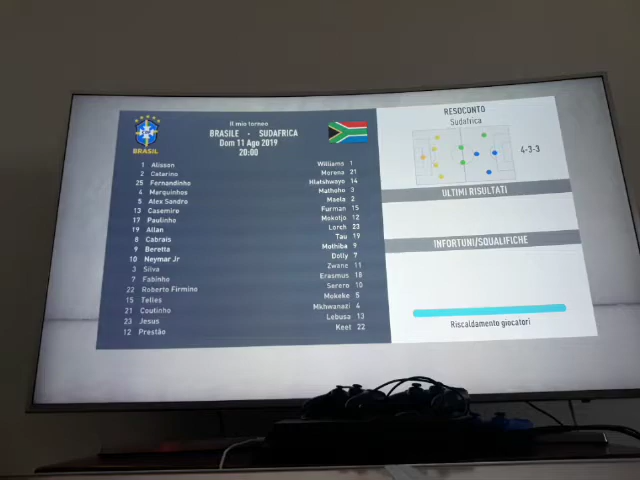 Il mio torneo
BRASILE - SUDAFRICA
Dom 11 Ago 2019
20:00
BRASIL
1 Alisson
2 Catarino
25 Fernandinho
4 Marquinhos
5 Alex Sandro
13 Casemiro
17 Paulinho
19 Allan
8 Cabrais
9 Beretta
10 Neymar Jr
3 Silva
7 Fabinho
22 Roberto Firmino
15 Telles
21 Coutinho
23 Jesus
12 Prestão
Williams 1
Morena 21
Hlatshwayo 14
Mathoho 3
Maela 2
Furman 15
Mokotjo 12
Lorch 23
Tau 19
Mothiba 9
Dolly 7
Zwane 11
Erasmus 18
Serero 10
Mokeke 5
Mkhwanazi 4
Lebusa 13
Keet 22
RESOCONTO
Sudafrica
4-3-3
ULTIMI RISULTATI
INFORTUNI/SQUALIFICHE
Riscaldamento giocatori